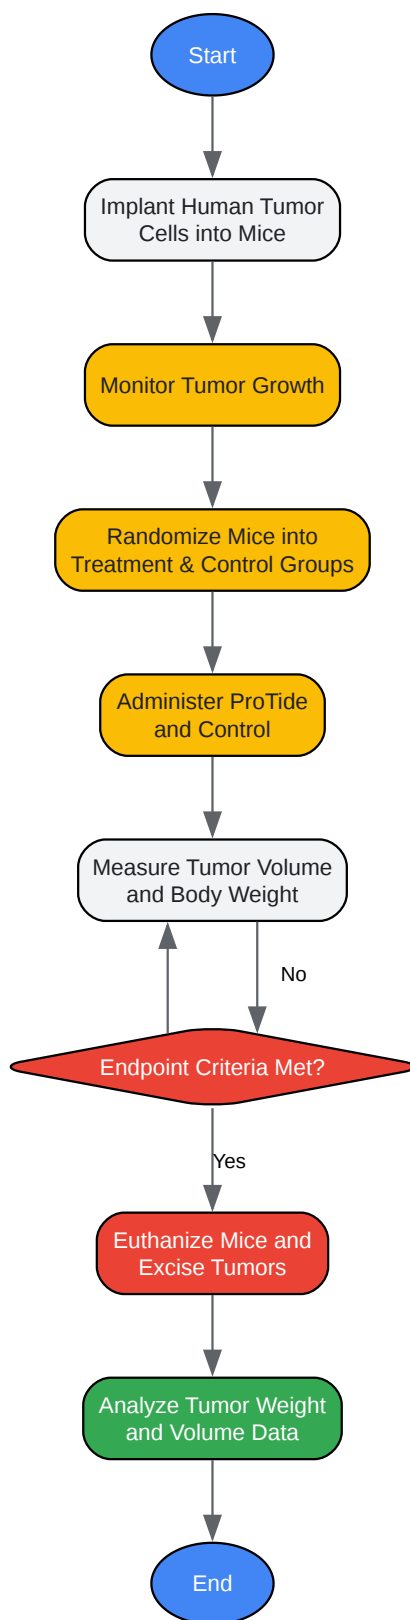 Start
Implant Human Tumor
Cells into Mice
Monitor Tumor Growth
Randomize Mice into
Treatment & Control Groups
Administer ProTide
and Control
Measure Tumor Volume
and Body Weight
No
Endpoint Criteria Met?
Yes
Euthanize Mice and
Excise Tumors
Analyze Tumor Weight
and Volume Data
End